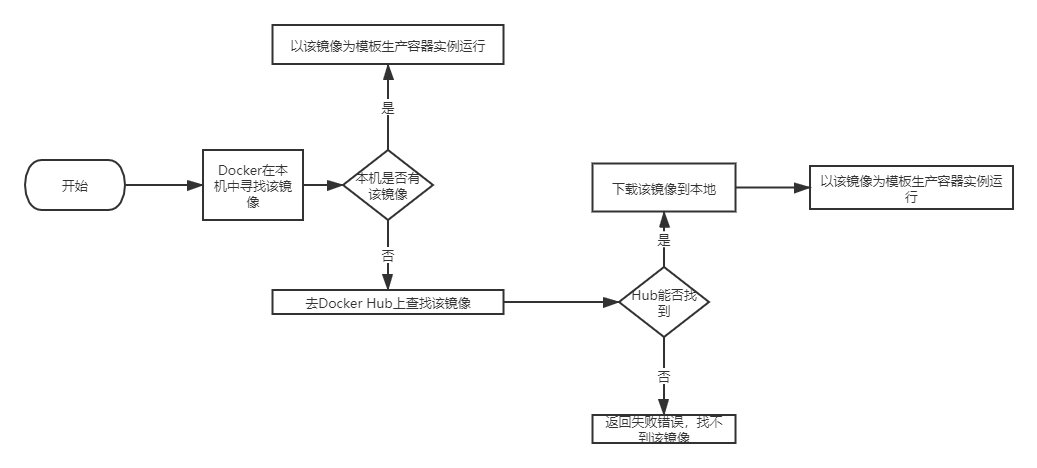 以该镜像为模板生产容器实例运行
是
开始
Docker在本
机中寻找该镜
像
本机是否有
该镜像
否
去Docker Hub上查找该镜像
Hub能否找
到
是
下载该镜像到本地
以该镜像为模板生产容器实例运
行
否
返回失败错误，找不
到该镜像